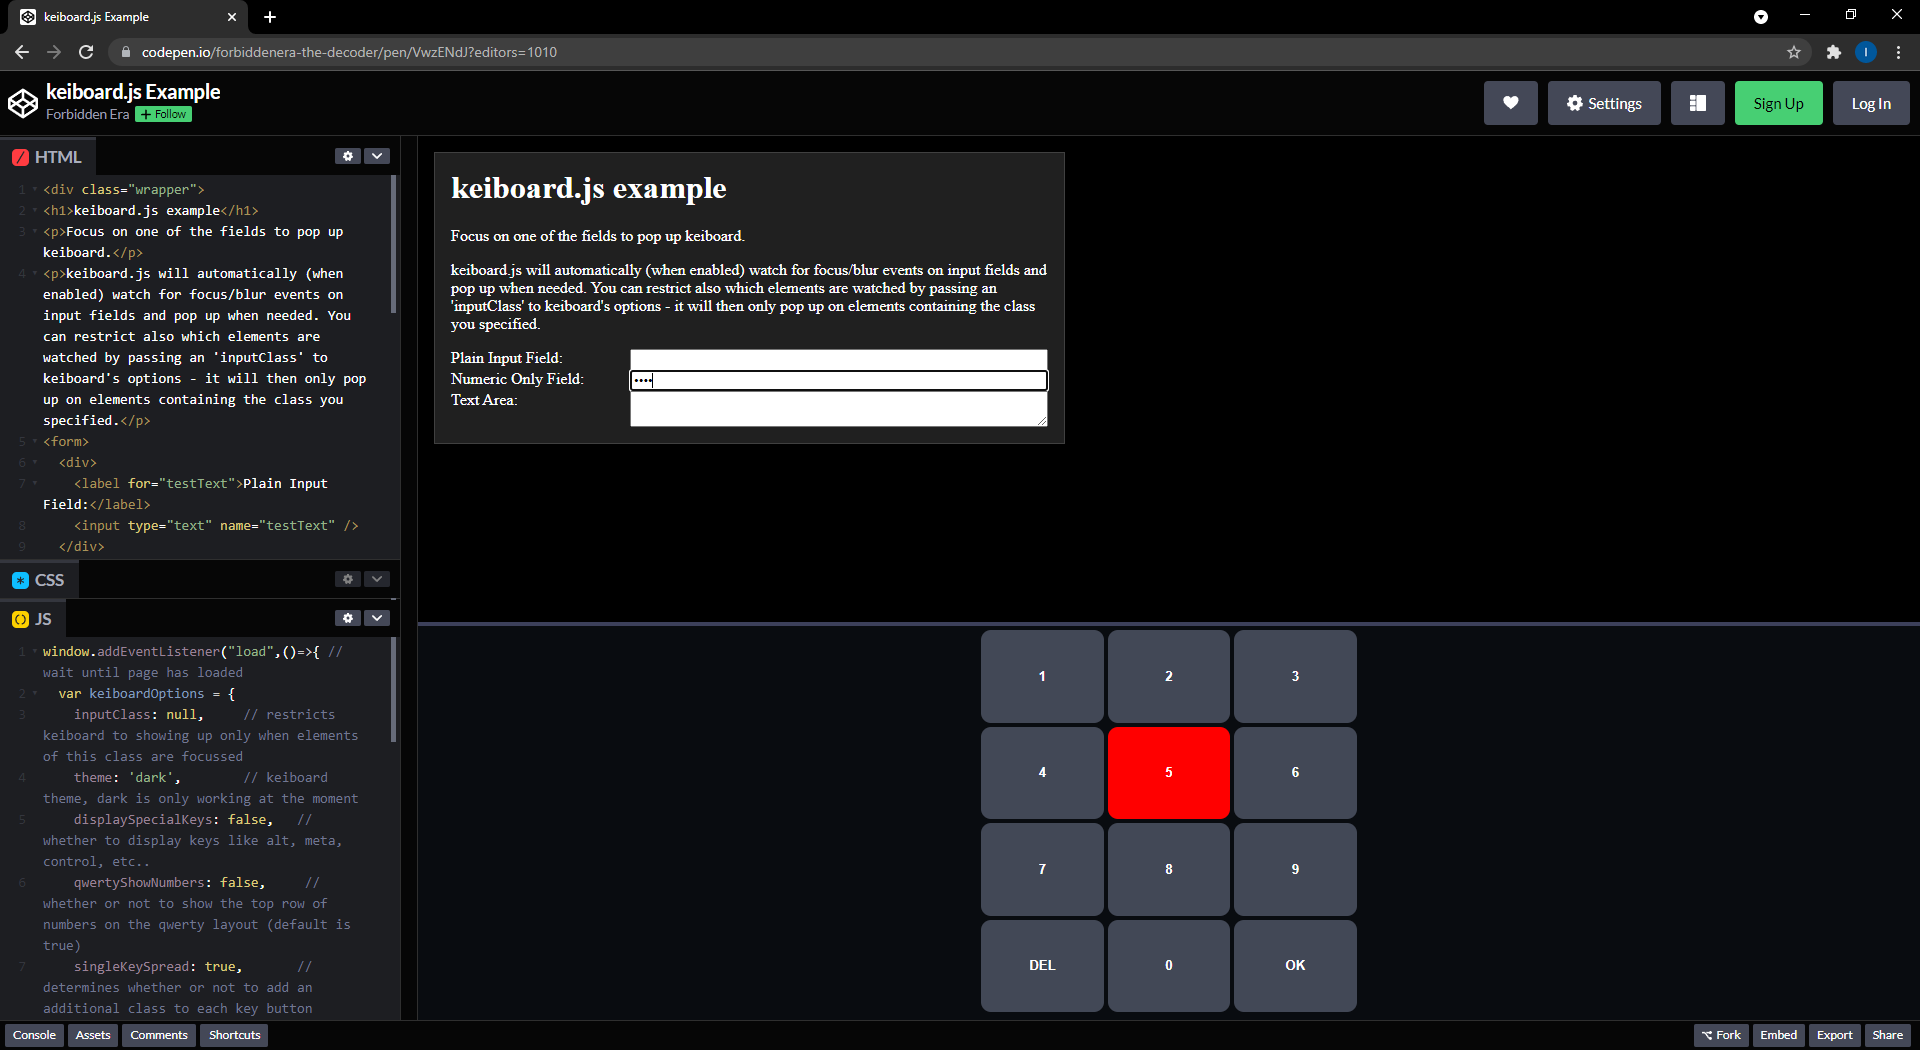 keiboard.js Example
codepen.io/forbiddenera-the-decoder/pen/VwzENdJ?editors=1010
I
keiboard.js Example
Forbidden Era + Follow
Settings
Sign Up
Log In
HTML
1 <div class="wrapper">
2 <h1>keiboard.js example</h1>
3 <p>Focus on one of the fields to pop up
keiboard.</p>
4 <p>keiboard.js will automatically (when
enabled) watch for focus/blur events on
input fields and pop up when needed. You
can restrict also which elements are
watched by passing an 'inputClass' to
keiboard's options - it will then only pop
up on elements containing the class you
specified.</p>
5 <form>
6 <div>
7 <label for="testText">Plain Input
Field:</label>
8 <input type="text" name="testText" />
9 </div>
CSS
JS
1 window.addEventListener("load",()=>{ //
wait until page has loaded
2 var keiboardOptions = {
3 inputClass: null, // restricts
keiboard to showing up only when elements
of this class are focussed
4 theme: 'dark', // keiboard
theme, dark is only working at the moment
5 displaySpecialKeys: false, //
whether to display keys like alt, meta,
control, etc..
6 qwertyShowNumbers: false, //
whether or not to show the top row of
numbers on the qwerty layout (default is
true)
7 singleKeySpread: true, //
determines whether or not to add an
additional class to each key button
keiboard.js example
Focus on one of the fields to pop up keiboard.
keiboard.js will automatically (when enabled) watch for focus/blur events on input fields and
pop up when needed. You can restrict also which elements are watched by passing an
'inputClass' to keiboard's options - it will then only pop up on elements containing the class
you specified.
Plain Input Field:
Numeric Only Field: ••••
Text Area:
1 2 3
4 5 6
7 8 9
DEL 0 OK
Console Assets Comments Shortcuts
Fork Embed Export Share